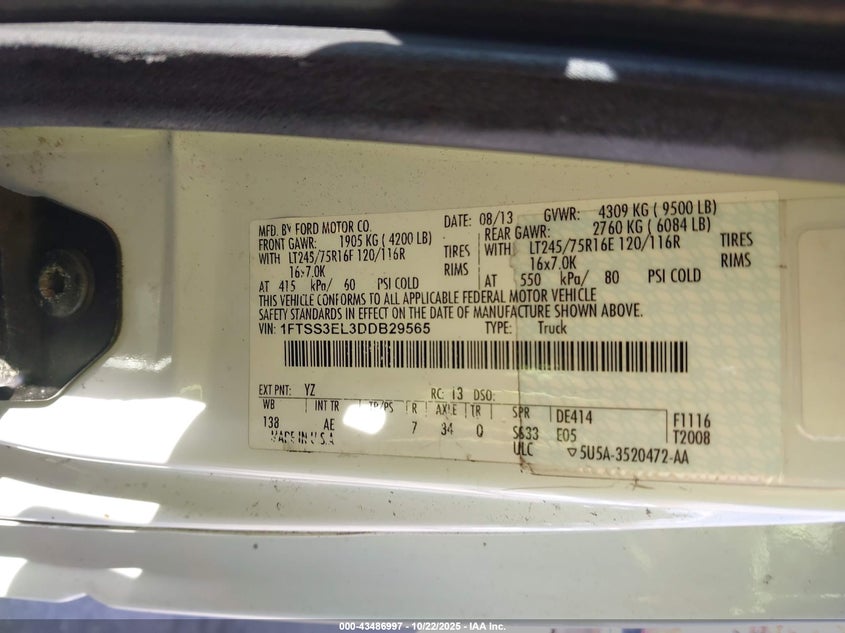 MFD. BY FORD MOTOR CO.
DATE: 08/13 GVWR: 4309 KG ( 9500 LB)
FRONT GAWR: 1905 KG ( 4200 LB)
WITH LT245/75R16F 120/116R TIRES
16x7.0K RIMS
AT 415 kPa/ 60 PSI COLD
REAR GAWR: 2760 KG ( 6084 LB)
WITH LT245/75R16E 120/116R TIRES
16x7.0K RIMS
AT 550 kPa/ 80 PSI COLD
THIS VEHICLE CONFORMS TO ALL APPLICABLE FEDERAL MOTOR VEHICLE
SAFETY STANDARDS IN EFFECT ON THE DATE OF MANUFACTURE SHOWN ABOVE.
VIN: 1FTSS3EL3DDB29565 TYPE: Truck
EXT PNT: YZ RC: 13 DSO:
WB INT TR TP/PS R AXLE TR SPR DE414 F1116
138 AE 7 34 0 S633 E05 T2008
MADE IN U.S.A ULC 5U5A-3520472-AA
000-43486997 - 10/22/2025 - IAA Inc.